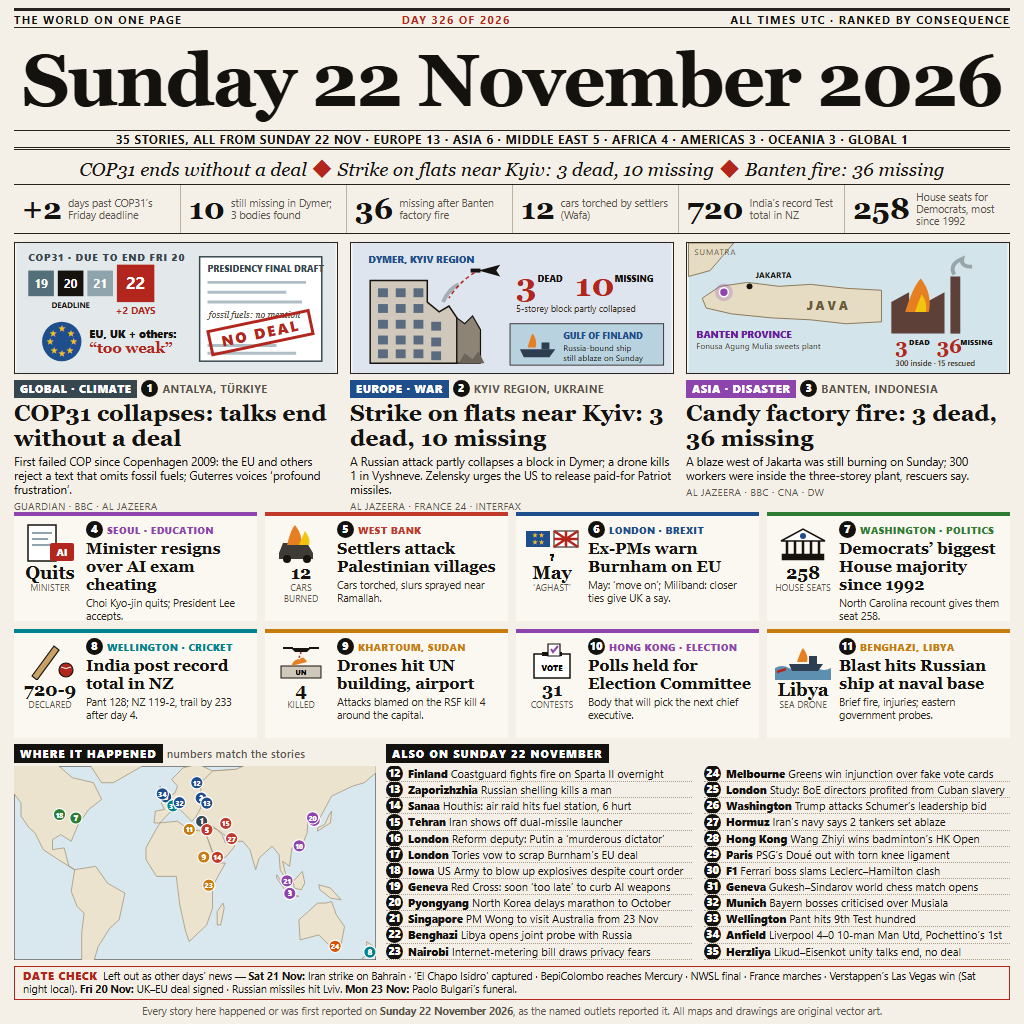 THE WORLD ON ONE PAGE
DAY 326 OF 2026
ALL TIMES UTC · RANKED BY CONSEQUENCE
Sunday 22 November 2026
35 STORIES, ALL FROM SUNDAY 22 NOV · EUROPE 13 · ASIA 6 · MIDDLE EAST 5 · AFRICA 4 · AMERICAS 3 · OCEANIA 3 · GLOBAL 1
COP31 ends without a deal ◆ Strike on flats near Kyiv: 3 dead, 10 missing ◆ Banten fire: 36 missing
+2 days past COP31's
Friday deadline
10 still missing in Dymer;
3 bodies found
36 missing after Banten
factory fire
12 cars torched by settlers
(Wafa)
720 India's record Test
total in NZ
258 House seats for
Democrats, most
since 1992
COP31 · DUE TO END FRI 20
19 20 21 22
DEADLINE
+2 DAYS
EU, UK + others:
“too weak”
PRESIDENCY FINAL DRAFT
fossil fuels: no mention
NO DEAL
GLOBAL · CLIMATE 1 ANTALYA, TÜRKIYE
COP31 collapses: talks end
without a deal
First failed COP since Copenhagen 2009: the EU and others
reject a text that omits fossil fuels; Guterres voices ‘profound
frustration’.
GUARDIAN · BBC · AL JAZEERA
DYMER, KYIV REGION
3 DEAD 10 MISSING
5-storey block partly collapsed
GULF OF FINLAND
Russia-bound ship
still ablaze on Sunday
EUROPE · WAR 2 KYIV REGION, UKRAINE
Strike on flats near Kyiv: 3
dead, 10 missing
A Russian attack partly collapses a block in Dymer; a drone kills
1 in Vyshneve. Zelensky urges the US to release paid-for Patriot
missiles.
AL JAZEERA · FRANCE 24 · INTERFAX
SUMATRA
JAKARTA
JAVA
BANTEN PROVINCE
Fonusa Agung Mulia sweets plant
3 DEAD 36 MISSING
300 inside · 15 rescued
ASIA · DISASTER 3 BANTEN, INDONESIA
Candy factory fire: 3 dead,
36 missing
A blaze west of Jakarta was still burning on Sunday; 300
workers were inside the three-storey plant, rescuers say.
AL JAZEERA · BBC · CNA · DW
AI
Quits
MINISTER
4 SEOUL · EDUCATION
Minister resigns
over AI exam
cheating
Choi Kyo-jin quits; President Lee
accepts.
12
CARS
BURNED
5 WEST BANK
Settlers attack
Palestinian villages
Cars torched, slurs sprayed near
Ramallah.
?
May
‘AGHAST’
6 LONDON · BREXIT
Ex-PMs warn
Burnham on EU
May: ‘move on’; Miliband: closer
ties give UK a say.
258
HOUSE SEATS
7 WASHINGTON · POLITICS
Democrats’ biggest
House majority
since 1992
North Carolina recount gives them
seat 258.
720-9
DECLARED
8 WELLINGTON · CRICKET
India post record
total in NZ
Pant 128; NZ 119-2, trail by 233
after day 4.
UN
4
KILLED
9 KHARTOUM, SUDAN
Drones hit UN
building, airport
Attacks blamed on the RSF kill 4
around the capital.
VOTE
31
CONTESTS
10 HONG KONG · ELECTION
Polls held for
Election Committee
Body that will pick the next chief
executive.
Libya
SEA DRONE
11 BENGHAZI, LIBYA
Blast hits Russian
ship at naval base
Brief fire, injuries; eastern
government probes.
WHERE IT HAPPENED numbers match the stories
12
34
32
2
13
18
7
11
1
5
15
27
9
14
23
20
10
21
3
24
8
ALSO ON SUNDAY 22 NOVEMBER
12 Finland Coastguard fights fire on Sparta II overnight
13 Zaporizhzhia Russian shelling kills a man
14 Sanaa Houthis: air raid hits fuel station, 6 hurt
15 Tehran Iran shows off dual-missile launcher
16 London Reform deputy: Putin a ‘murderous dictator’
17 London Tories vow to scrap Burnham's EU deal
18 Iowa US Army to blow up explosives despite court order
19 Geneva Red Cross: soon ‘too late’ to curb AI weapons
20 Pyongyang North Korea delays marathon to October
21 Singapore PM Wong to visit Australia from 23 Nov
22 Benghazi Libya opens joint probe with Russia
23 Nairobi Internet-metering bill draws privacy fears
24 Melbourne Greens win injunction over fake vote cards
25 London Study: BoE directors profited from Cuban slavery
26 Washington Trump attacks Schumer's leadership bid
27 Hormuz Iran's navy says 2 tankers set ablaze
28 Hong Kong Wang Zhiyi wins badminton's HK Open
29 Paris PSG's Doué out with torn knee ligament
30 F1 Ferrari boss slams Leclerc–Hamilton clash
31 Geneva Gukesh–Sindarov world chess match opens
32 Munich Bayern bosses criticised over Musiala
33 Wellington Pant hits 9th Test hundred
34 Anfield Liverpool 4–0 10-man Man Utd, Pochettino's 1st
35 Herzliya Likud–Eisenkot unity talks end, no deal
DATE CHECK Left out as other days' news — Sat 21 Nov: Iran strike on Bahrain · ‘El Chapo Isidro’ captured · BepiColombo reaches Mercury · NWSL final · France marches · Verstappen's Las Vegas win (Sat
night local). Fri 20 Nov: UK–EU deal signed · Russian missiles hit Lviv. Mon 23 Nov: Paolo Bulgari's funeral.
Every story here happened or was first reported on Sunday 22 November 2026, as the named outlets reported it. All maps and drawings are original vector art.